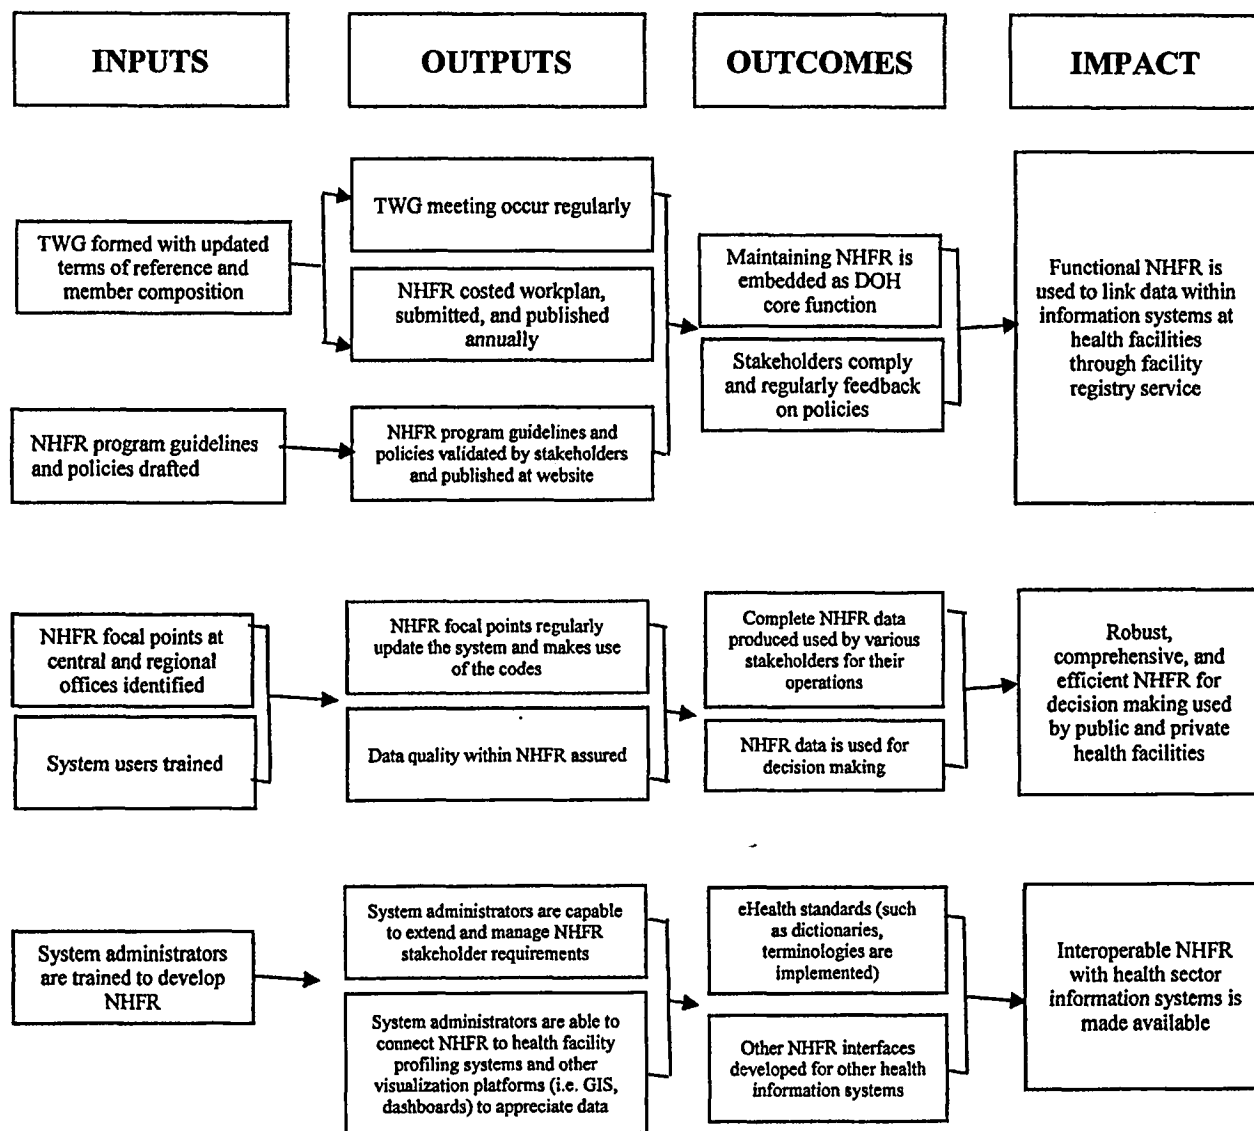 INPUTS
OUTPUTS
OUTCOMES
IMPACT
TWG formed with updated
terms of reference and
member composition
NHFR program guidelines
and policies drafted
TWG meeting occur regularly
NHFR costed workplan,
submitted, and published
annually
NHFR program guidelines and
policies validated by stakeholders
and published at website
Maintaining NHFR is
embedded as DOH
core function
Stakeholders comply
and regularly feedback
on policies
Functional NHFR is
used to link data within
information systems at
health facilities
through facility
registry service
NHFR focal points at
central and regional
offices identified
System users trained
NHFR focal points regularly
update the system and makes use
of the codes
Data quality within NHFR assured
Complete NHFR data
produced used by various
stakeholders for their
operations
NHFR data is used for
decision making
Robust,
comprehensive, and
efficient NHFR for
decision making used
by public and private
health facilities
System administrators
are trained to develop
NHFR
System administrators are capable
to extend and manage NHFR
stakeholder requirements
System administrators are able to
connect NHFR to health facility
profiling systems and other
visualization platforms (i.e. GIS,
dashboards) to appreciate data
eHealth standards (such
as dictionaries,
terminologies are
implemented)
Other NHFR interfaces
developed for other health
information systems
Interoperable NHFR
with health sector
information systems is
made available